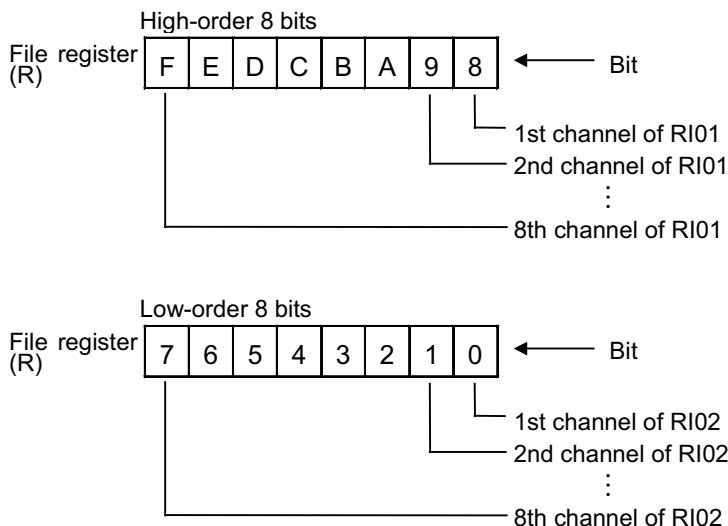 High-order 8 bits
File register
(R)
F E D C B A 9 8
Bit
1st channel of RI01
2nd channel of RI01
⋮
8th channel of RI01
Low-order 8 bits
File register
(R)
7 6 5 4 3 2 1 0
Bit
1st channel of RI02
2nd channel of RI02
⋮
8th channel of RI02